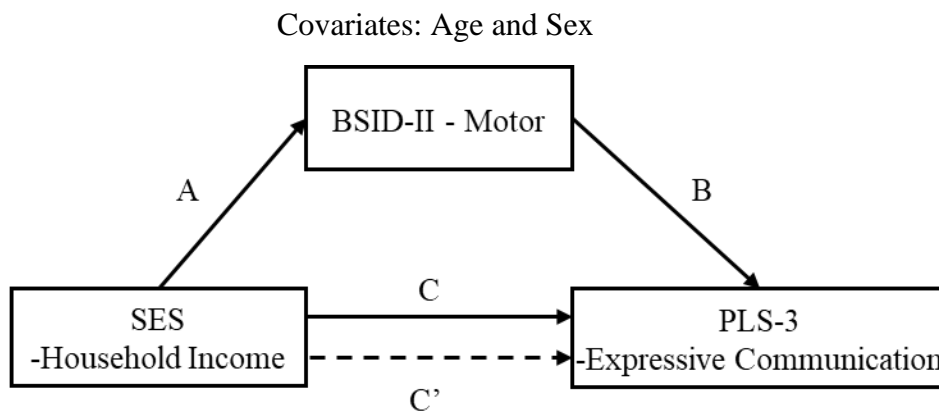 Covariates: Age and Sex
BSID-II - Motor
A
B
C
SES
-Household Income
PLS-3
-Expressive Communication
C’